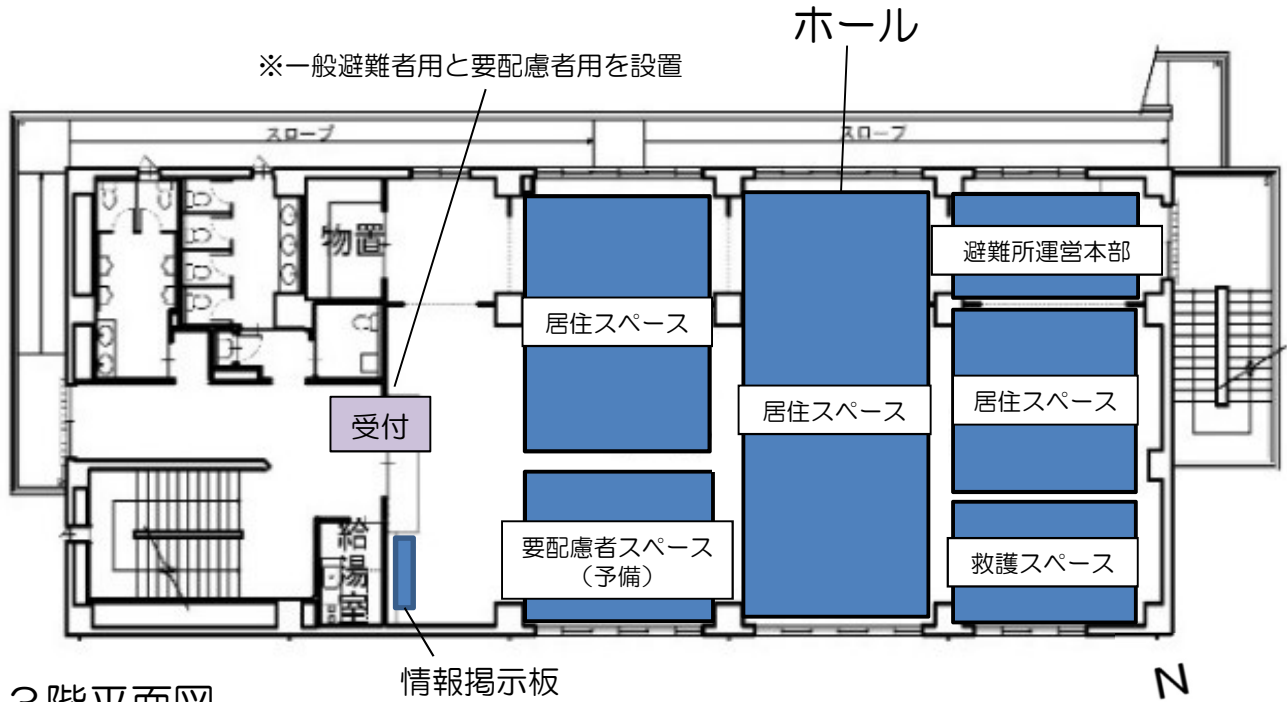 ホール
※一般避難者用と要配慮者用を設置
スロープ
スロープ
物置
避難所運営本部
居住スペース
居住スペース
居住スペース
受付
給湯室
要配慮者スペース
（予備）
救護スペース
情報掲示板
３階平面図
N